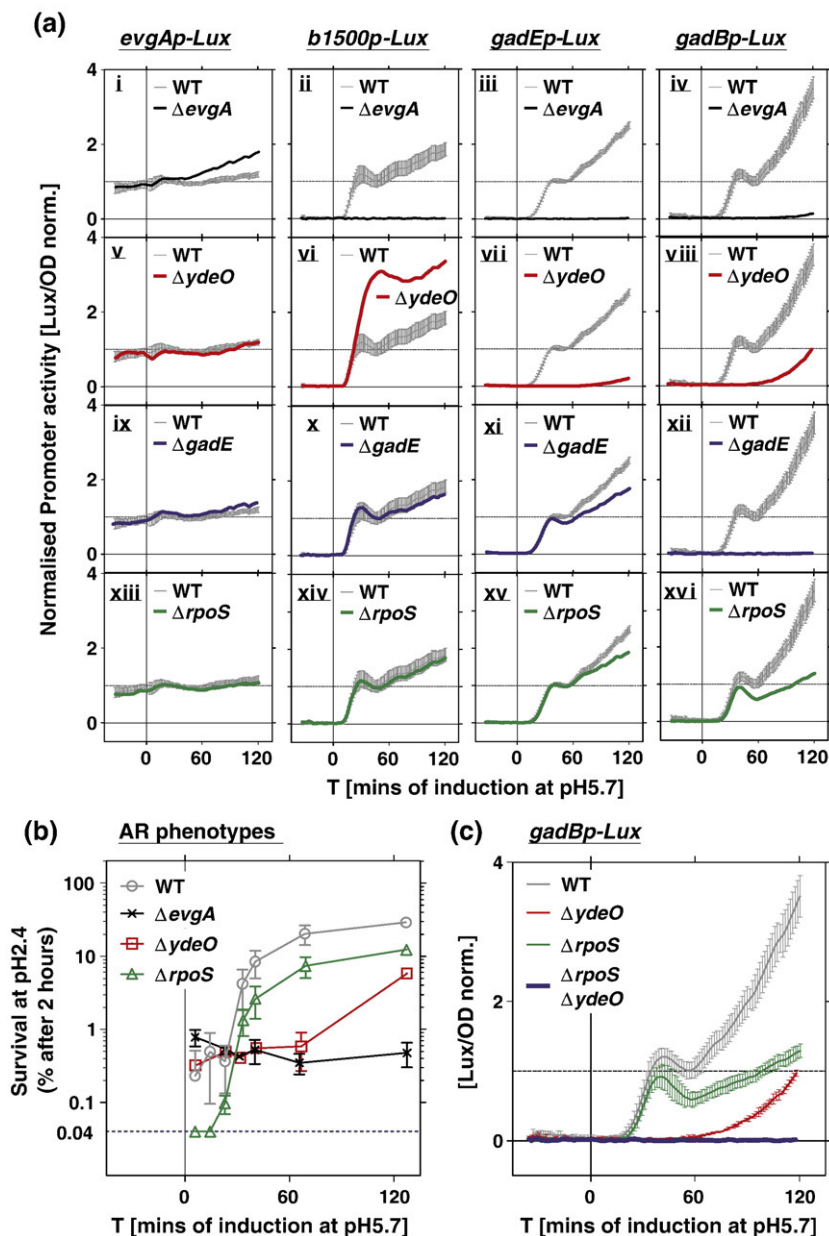 (a)
evgAp-Lux b1500p-Lux gadEp-Lux gadBp-Lux
Normalised Promoter activity [Lux/OD norm.]
4
2
1
0
i WT
ΔevgA
ii WT
ΔevgA
iii WT
ΔevgA
iv WT
ΔevgA
4
2
1
0
v WT
ΔydeO
vi WT
ΔydeO
vii WT
ΔydeO
viii WT
ΔydeO
4
2
1
0
ix WT
ΔgadE
x WT
ΔgadE
xi WT
ΔgadE
xii WT
ΔgadE
4
2
1
0
xiii WT
ΔrpoS
xiv WT
ΔrpoS
xv WT
ΔrpoS
xvi WT
ΔrpoS
0 60 120 0 60 120 0 60 120 0 60 120
T [mins of induction at pH5.7]
(b) AR phenotypes
Survival at pH2.4
(% after 2 hours)
100
10
1
0.1
0.04
WT
ΔevgA
ΔydeO
ΔrpoS
0 60 120
T [mins of induction at pH5.7]
(c) gadBp-Lux
[Lux/OD norm.]
4
2
1
0
WT
ΔydeO
ΔrpoS
ΔrpoS
ΔydeO
0 60 120
T [mins of induction at pH5.7]